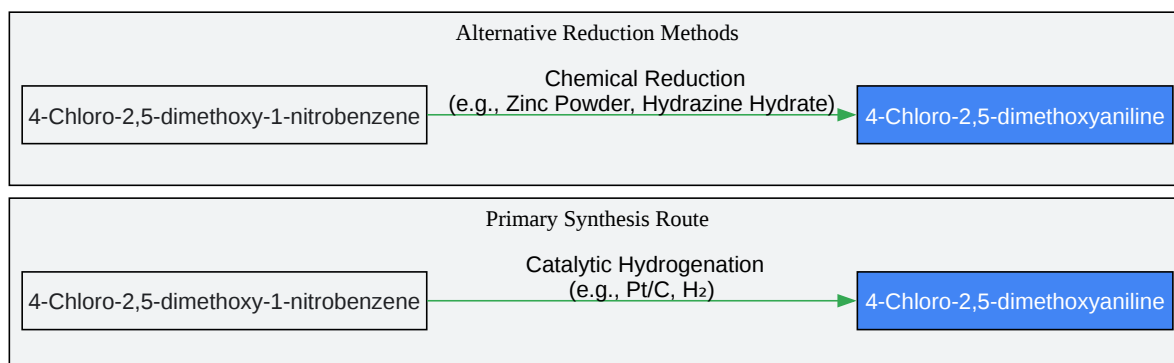 Alternative Reduction Methods
Chemical Reduction
(e.g., Zinc Powder, Hydrazine Hydrate)
4-Chloro-2,5-dimethoxy-1-nitrobenzene
4-Chloro-2,5-dimethoxyaniline
Primary Synthesis Route
Catalytic Hydrogenation
(e.g., Pt/C, H₂)
4-Chloro-2,5-dimethoxy-1-nitrobenzene
4-Chloro-2,5-dimethoxyaniline